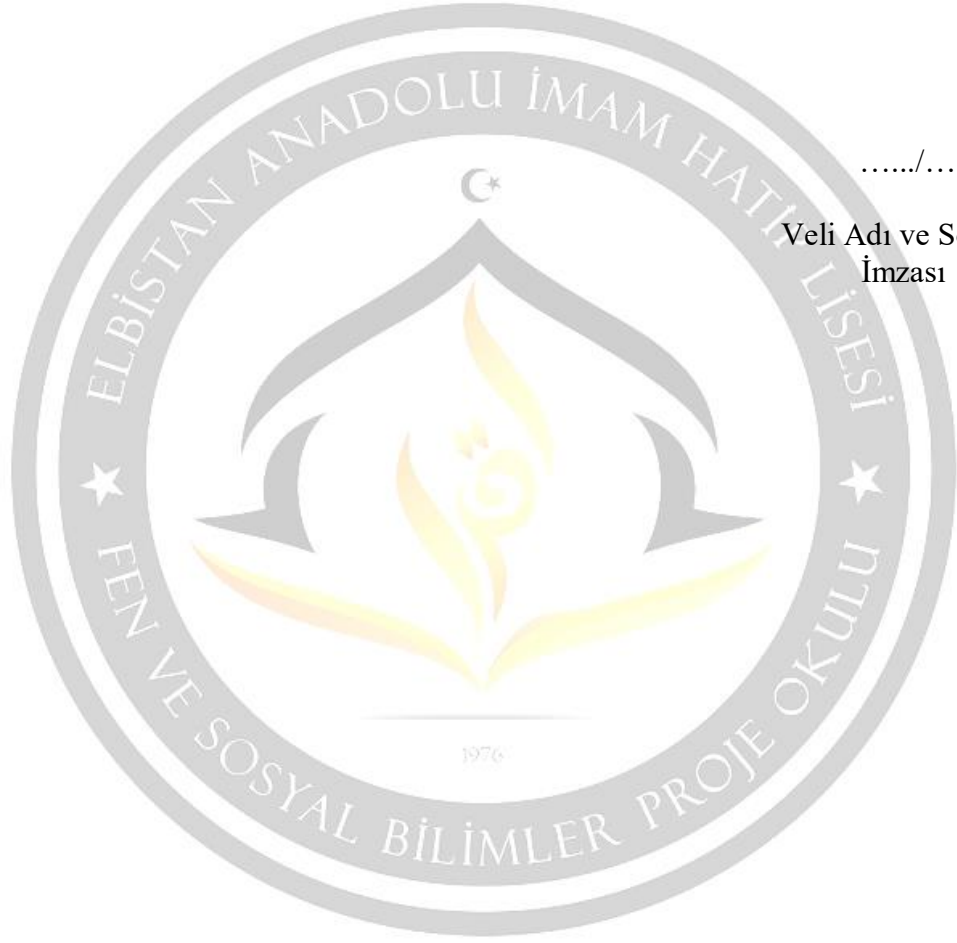 ELBİSTAN ANADOLU İMAM HATİP LİSESİ
…../…
Veli Adı ve S
İmzası
1976
FEN VE SOSYAL BİLİMLER PROJE OKULU